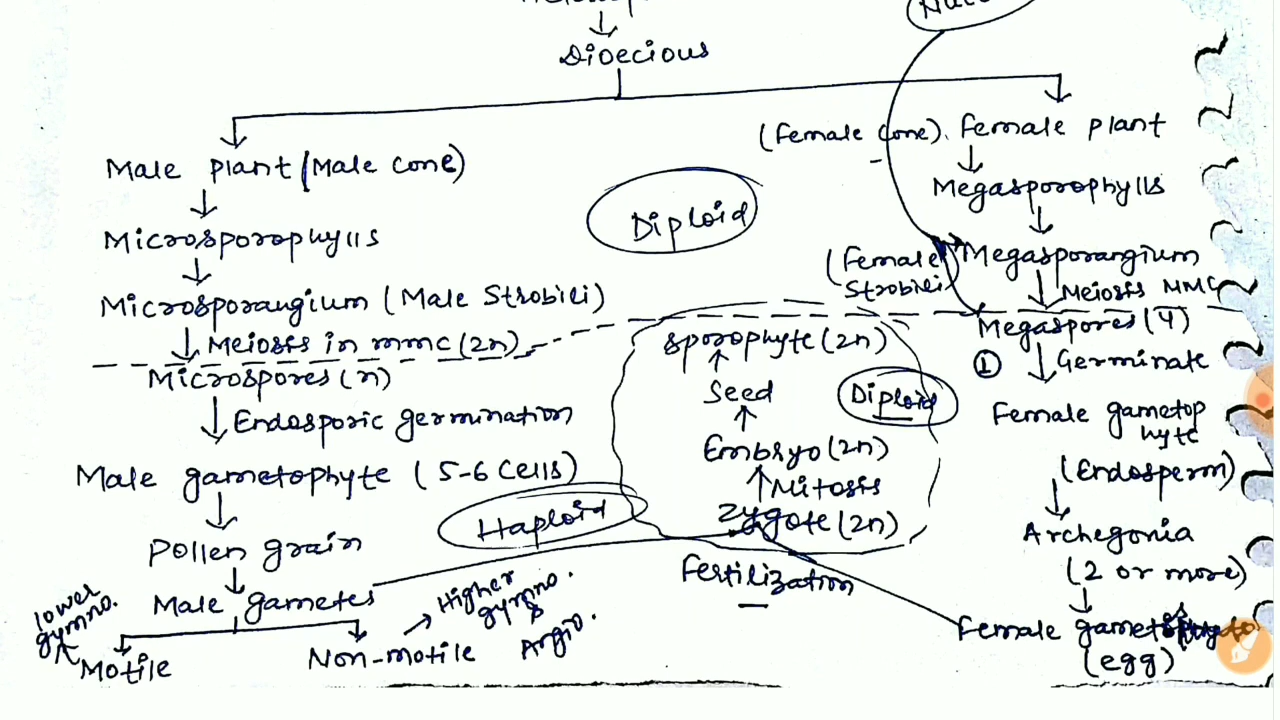 Dioecious
Male plant (Male cone)
Microsporophylls
Microsporangium (Male Strobili)
Meiosis in mmc (2n)
Microspores (n)
Endosporic germination
Male gametophyte (5-6 cells)
Pollen grain
Male gametes
lower
gymno.
Motile
Non-motile
Higher
gymno.
&
Angio.
Diploid
Haploid
sporophyte (2n)
Seed
Diploid
Embryo (2n)
Mitosis
Zygote (2n)
Fertilization
(Female cone). Female plant
Megasporophylls
(Female
Strobili)
Megasporangium
Meiosis MMC
Megaspores (4)
① Germinate
Female gametop
hyte
(Endosperm)
Archegonia
(2 or more)
Female
(egg)